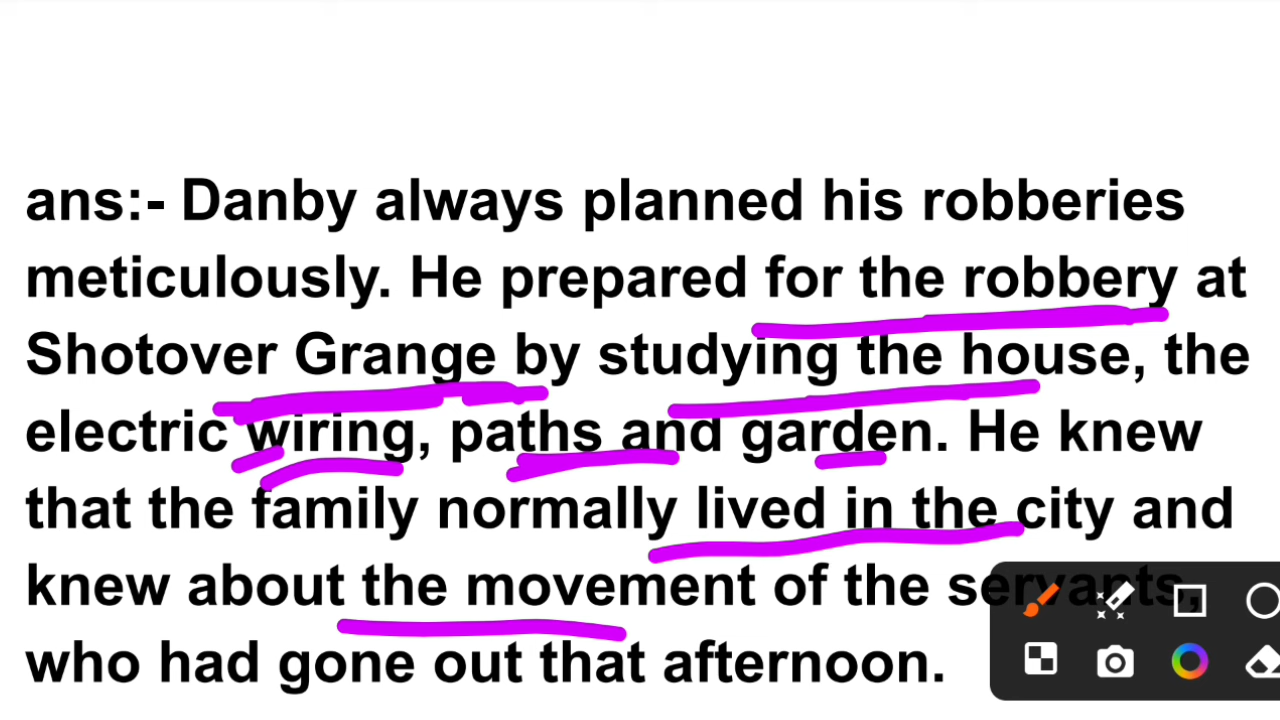 ans:- Danby always planned his robberies
meticulously. He prepared for the robbery at
Shotover Grange by studying the house, the
electric wiring, paths and garden. He knew
that the family normally lived in the city and
knew about the movement of the servants,
who had gone out that afternoon.